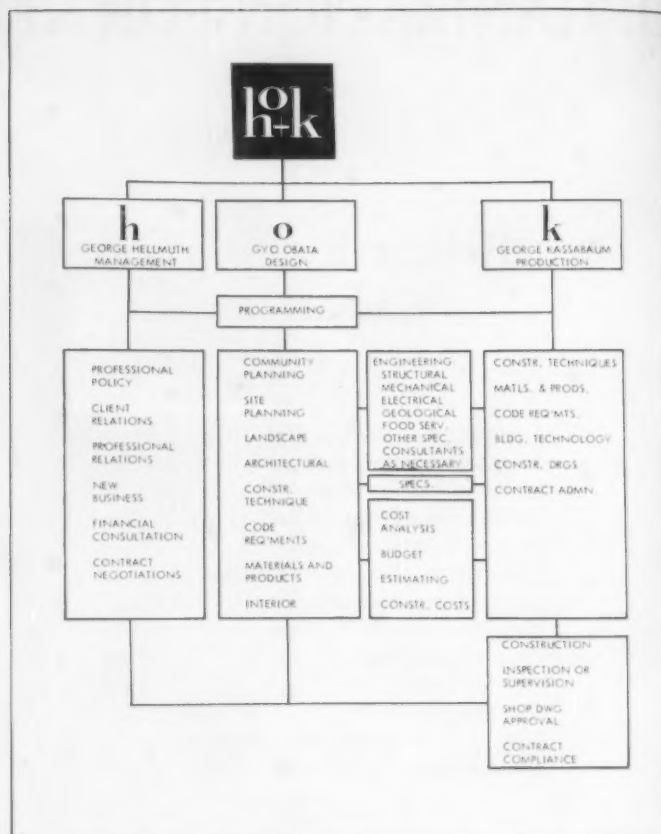 ho+k
h
GEORGE HELLMUTH
MANAGEMENT
o
GYO OBATA
DESIGN
k
GEORGE KASSABAUM
PRODUCTION
PROGRAMMING
PROFESSIONAL
POLICY
CLIENT
RELATIONS
PROFESSIONAL
RELATIONS
NEW
BUSINESS
FINANCIAL
CONSULTATION
CONTRACT
NEGOTIATIONS
COMMUNITY
PLANNING
SITE
PLANNING
LANDSCAPE
ARCHITECTURAL
CONSTR.
TECHNIQUE
CODE
REQ'MENTS
MATERIALS AND
PRODUCTS
INTERIOR
ENGINEERING
STRUCTURAL
MECHANICAL
ELECTRICAL
GEOLOGICAL
FOOD SERV.
OTHER SPEC.
CONSULTANTS
AS NECESSARY
SPECS.
COST
ANALYSIS
BUDGET
ESTIMATING
CONSTR. COSTS
CONSTR. TECHNIQUES
MATLS. & PRODS.
CODE REQ'MTS.
BLDG. TECHNOLOGY
CONSTR. DRGS
CONTRACT ADMN.
CONSTRUCTION
INSPECTION OR
SUPERVISION
SHOP DWG
APPROVAL
CONTRACT
COMPLIANCE